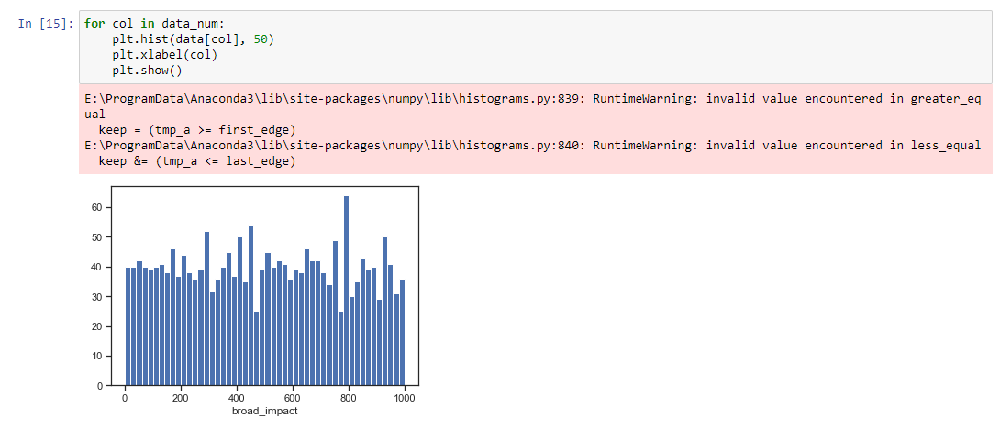 In [15]: for col in data_num:
plt.hist(data[col], 50)
plt.xlabel(col)
plt.show()
E:\ProgramData\Anaconda3\lib\site-packages\numpy\lib\histograms.py:839: RuntimeWarning: invalid value encountered in greater_eq
ual
keep = (tmp_a >= first_edge)
E:\ProgramData\Anaconda3\lib\site-packages\numpy\lib\histograms.py:840: RuntimeWarning: invalid value encountered in less_equal
keep &= (tmp_a <= last_edge)
60
50
40
30
20
10
0
0 200 400 600 800 1000
broad_impact